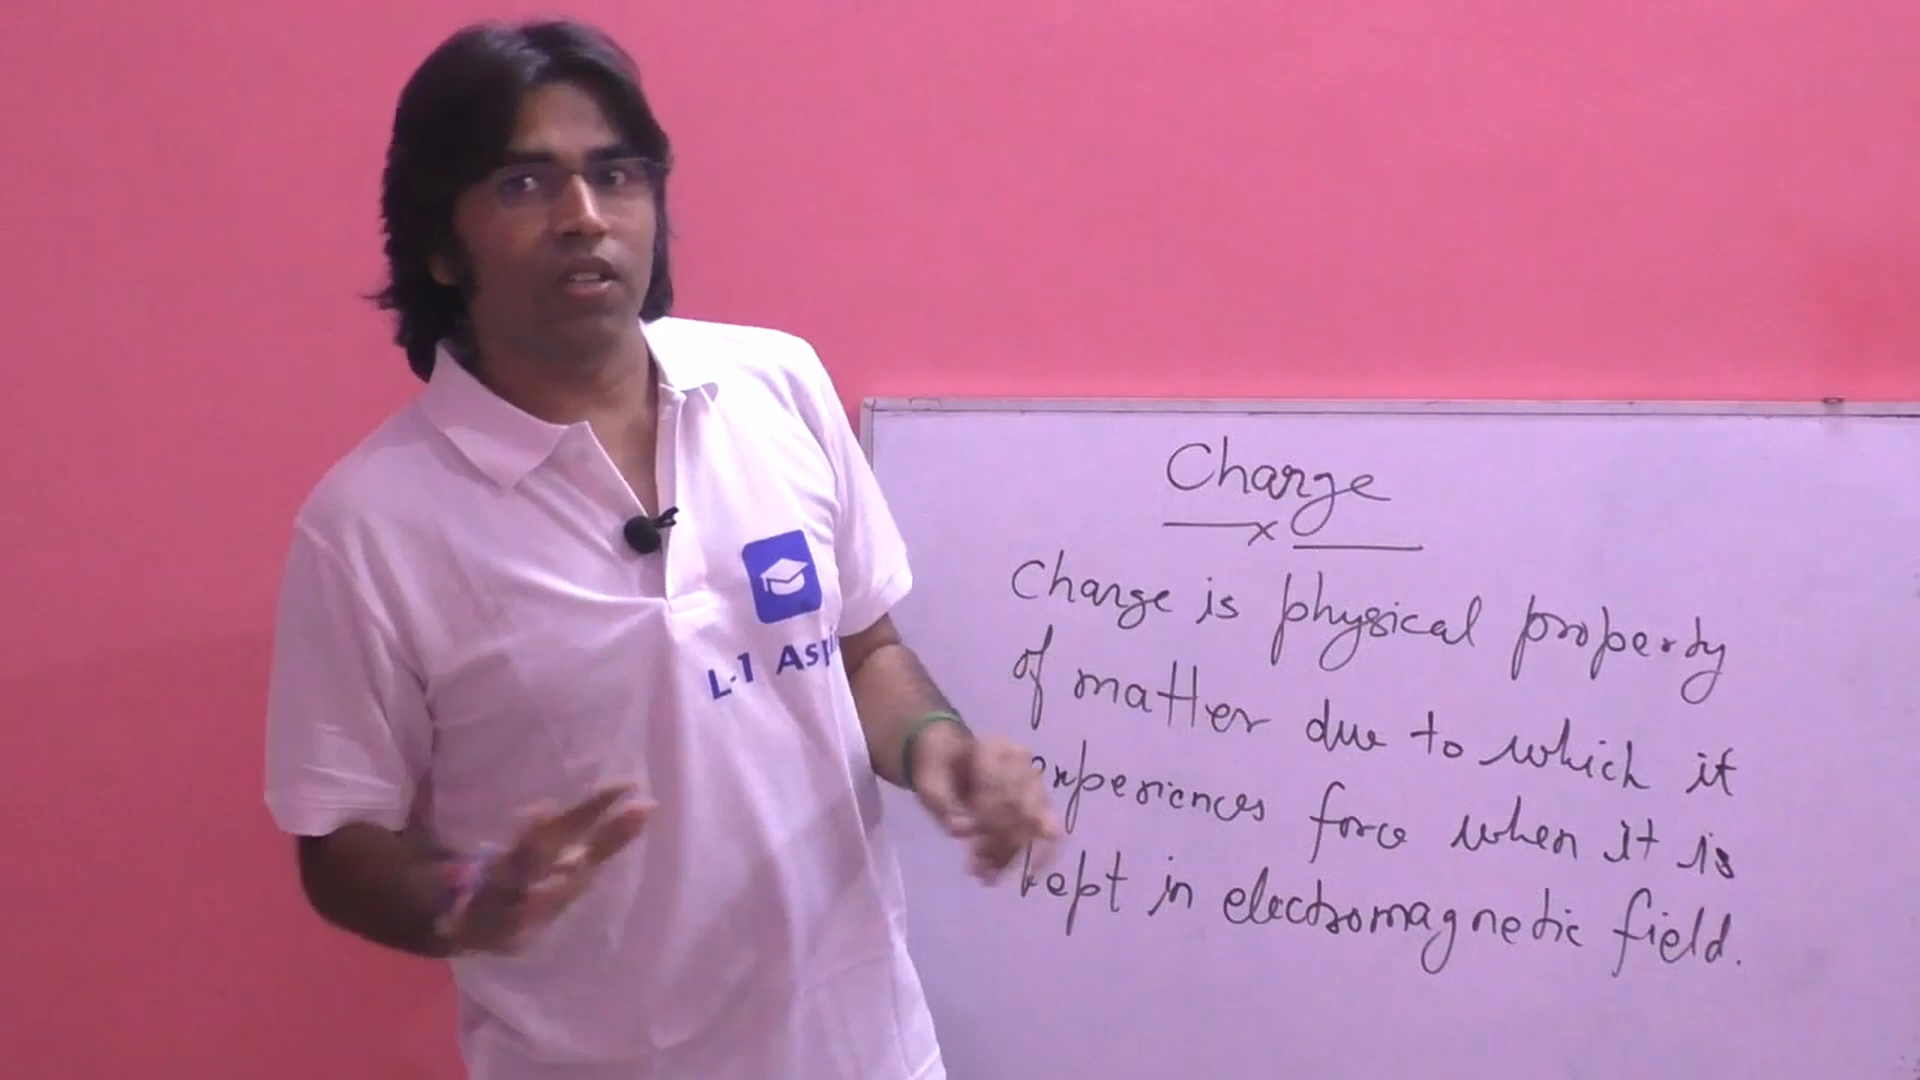 Charge
Charge is physical property
of matter due to which it
experiences force when it is
kept in electromagnetic field.
L-1 Aspi